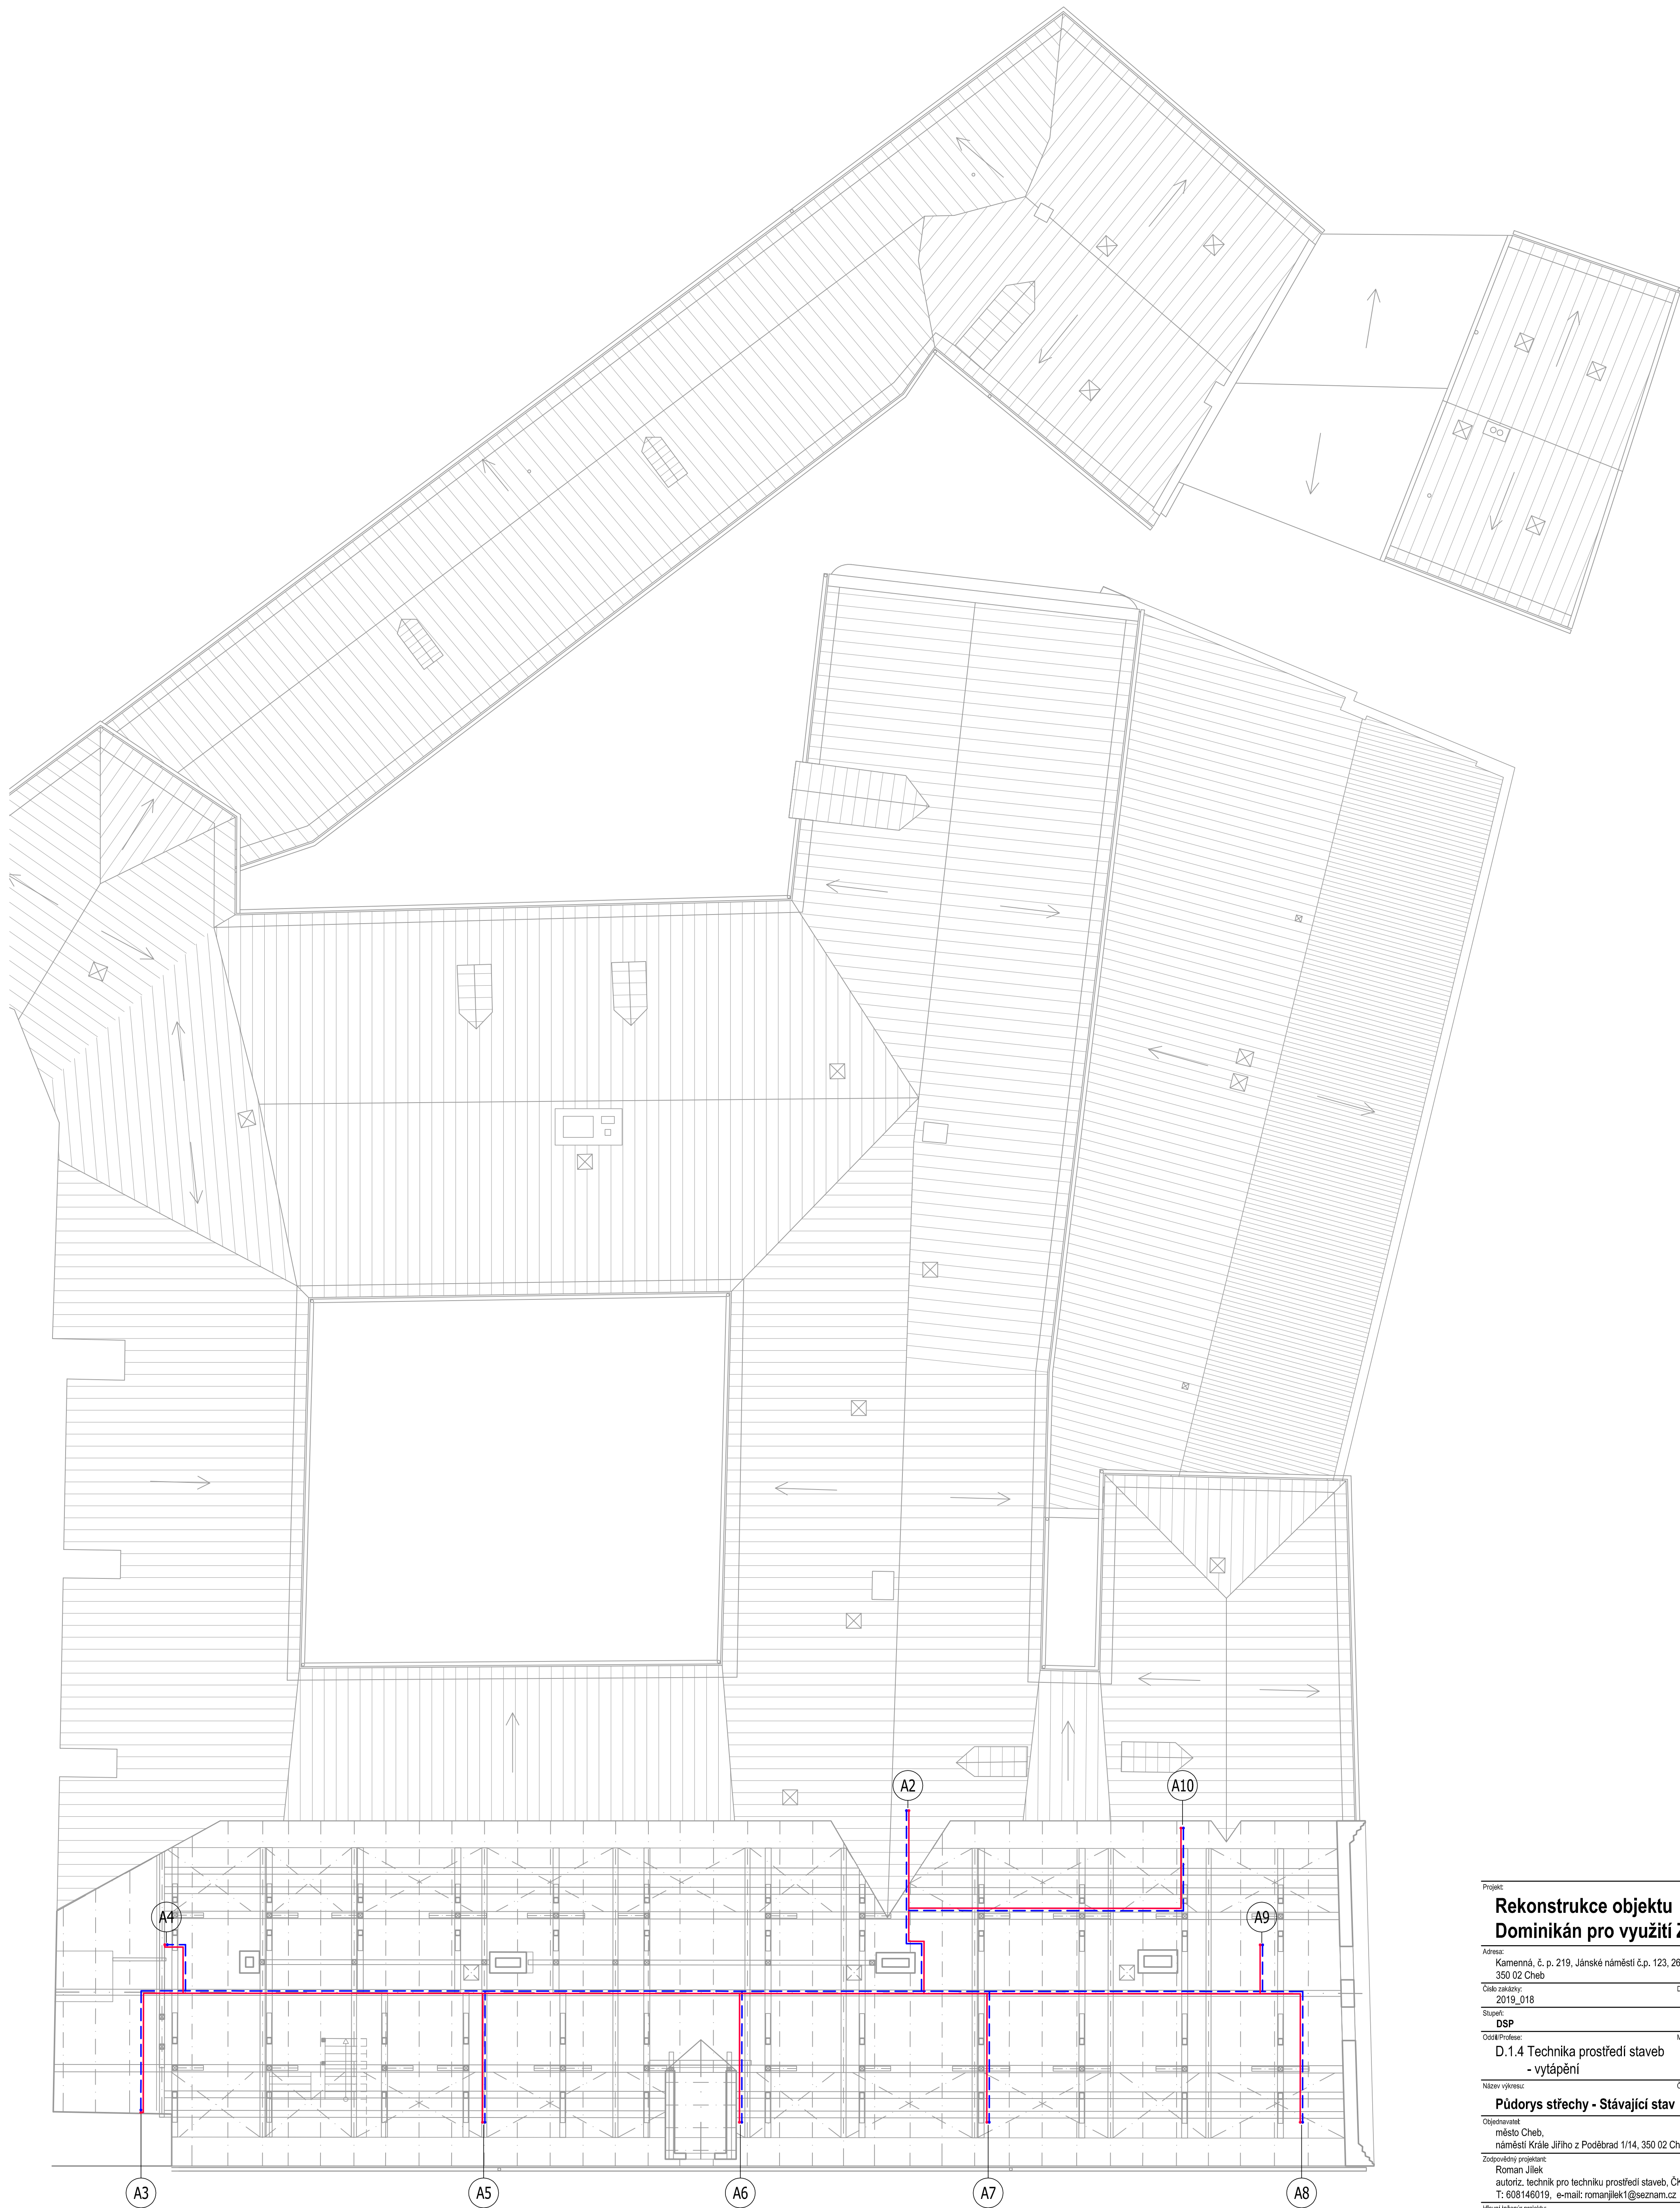 A2
A10
A4
A9
A3
A5
A6
A7
A8
Projekt:
Rekonstrukce objektu
Dominikán pro využití
Adresa:
Kamenná, č. p. 219, Jánské náměstí č.p. 123, 26
350 02 Cheb
Číslo zakázky:
2019_018
Stupeň:
DSP
Oddíl/Profese:
D.1.4 Technika prostředí staveb
- vytápění
Název výkresu:
Půdorys střechy - Stávající stav
Objednavatel:
město Cheb,
náměstí Krále Jiřího z Poděbrad 1/14, 350 02 Ch
Zodpovědný projektant:
Roman Jílek
autoriz, technik pro techniku prostředí staveb, ČK
T: 608146019, e-mail: romanjilek1@seznam.cz